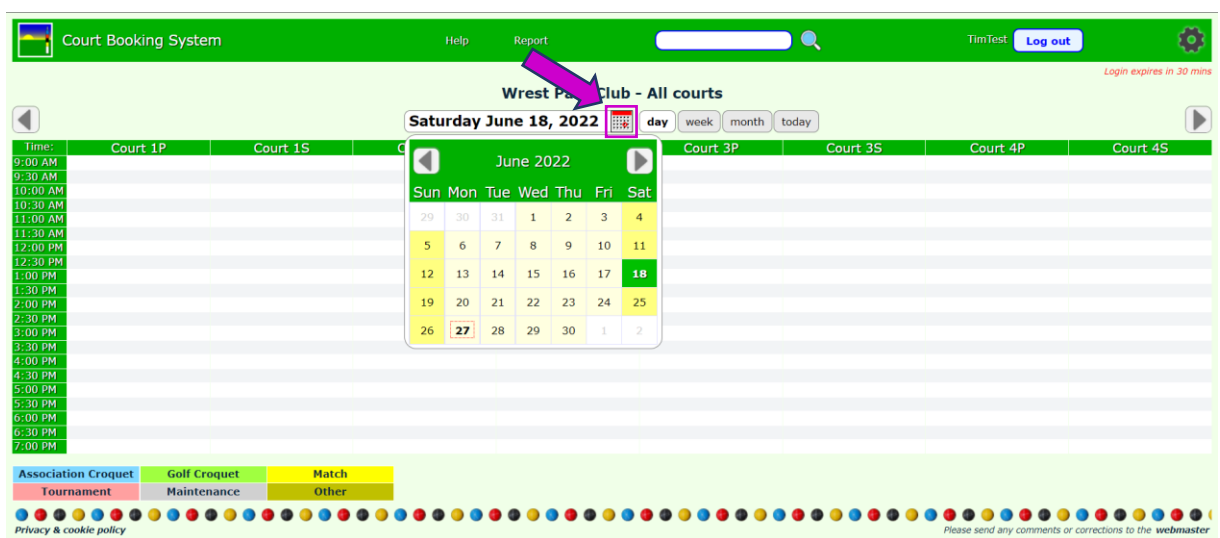 Court Booking System Help Report TimTest Log out
Login expires in 30 mins
Wrest Club - All courts
Saturday June 18, 2022 day week month today
Time: Court 1P Court 1S Court 3P Court 3S Court 4P Court 4S
June 2022
Sun Mon Tue Wed Thu Fri Sat
29 30 31 1 2 3 4
5 6 7 8 9 10 11
12 13 14 15 16 17 18
19 20 21 22 23 24 25
26 27 28 29 30 1 2
9:00 AM
9:30 AM
10:00 AM
10:30 AM
11:00 AM
11:30 AM
12:00 PM
12:30 PM
1:00 PM
1:30 PM
2:00 PM
2:30 PM
3:00 PM
3:30 PM
4:00 PM
4:30 PM
5:00 PM
5:30 PM
6:00 PM
6:30 PM
7:00 PM
Association Croquet Golf Croquet Match
Tournament Maintenance Other
Privacy & cookie policy Please send any comments or corrections to the webmaster